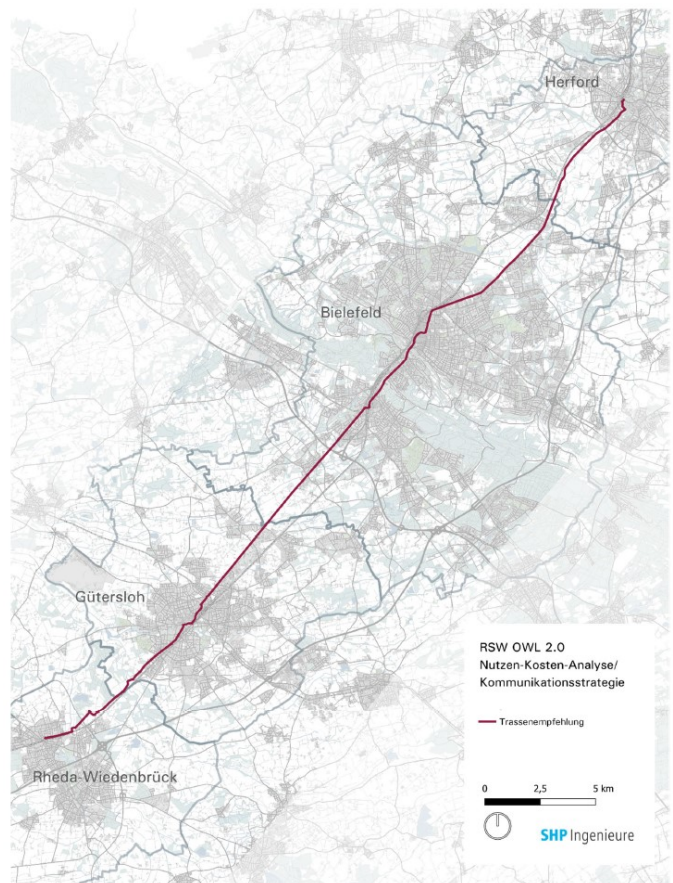 Herford
Bielefeld
Gütersloh
Rheda-Wiedenbrück
RSW OWL 2.0
Nutzen-Kosten-Analyse/
Kommunikationsstrategie
Trassenempfehlung
0 2,5 5 km
SHP Ingenieure